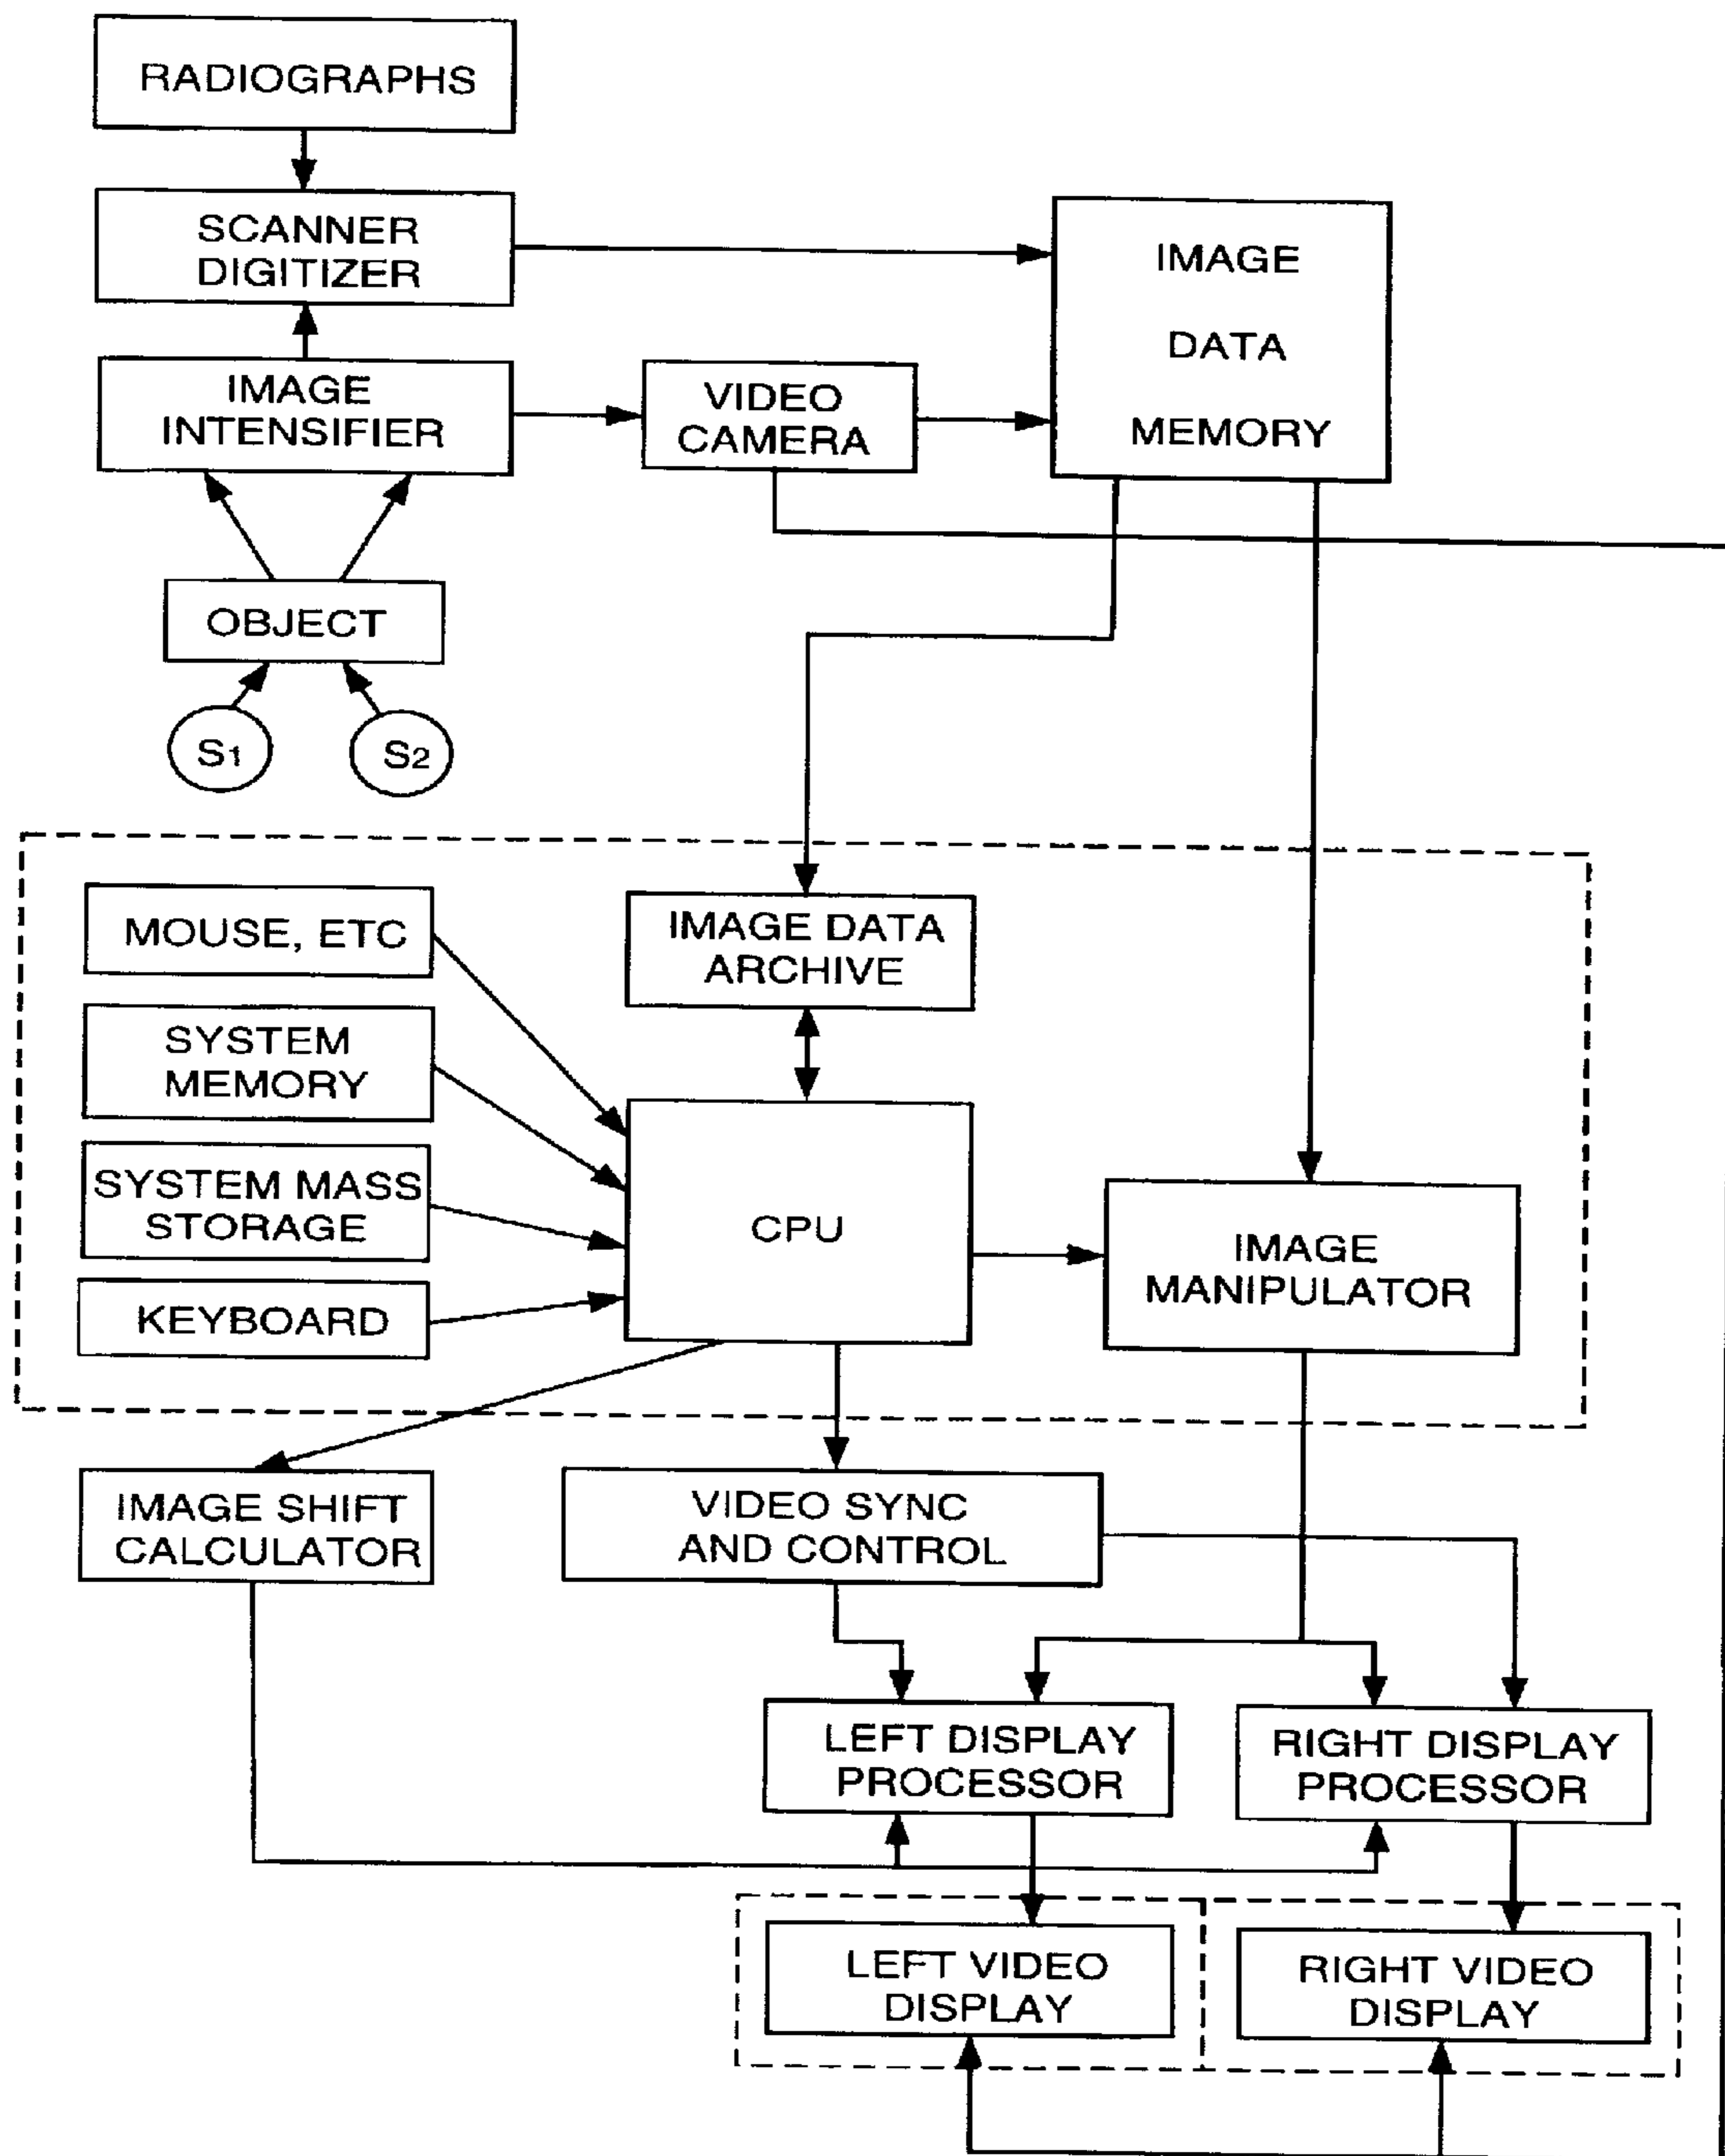 RADIOGRAPHS
SCANNER
DIGITIZER
IMAGE
DATA
MEMORY
IMAGE
INTENSIFIER
VIDEO
CAMERA
OBJECT
S1
S2
MOUSE, ETC
IMAGE DATA
ARCHIVE
SYSTEM
MEMORY
SYSTEM MASS
STORAGE
CPU
IMAGE
MANIPULATOR
KEYBOARD
IMAGE SHIFT
CALCULATOR
VIDEO SYNC
AND CONTROL
LEFT DISPLAY
PROCESSOR
RIGHT DISPLAY
PROCESSOR
LEFT VIDEO
DISPLAY
RIGHT VIDEO
DISPLAY